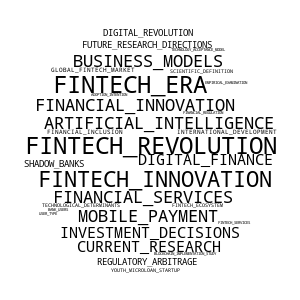 DIGITAL_REVOLUTION
FUTURE_RESEARCH_DIRECTIONS
BUSINESS_MODELS
GLOBAL_FINTECH_MARKET SCIENTIFIC_DEFINITION
FINTECH_ERA
FINANCIAL_INNOVATION
ARTIFICIAL_INTELLIGENCE
FINANCIAL_INCLUSION INTERNATIONAL_DEVELOPMENT
FINTECH_REVOLUTION
SHADOW_BANKS DIGITAL_FINANCE
FINTECH_INNOVATION
FINANCIAL_SERVICES
TECHNOLOGICAL_DETERMINANTS FINTECH_ECOSYSTEM
MOBILE_PAYMENT FINTECH_SERVICES
INVESTMENT_DECISIONS
CURRENT_RESEARCH
REGULATORY_ARBITRAGE
YOUTH_MICROLOAN_STARTUP